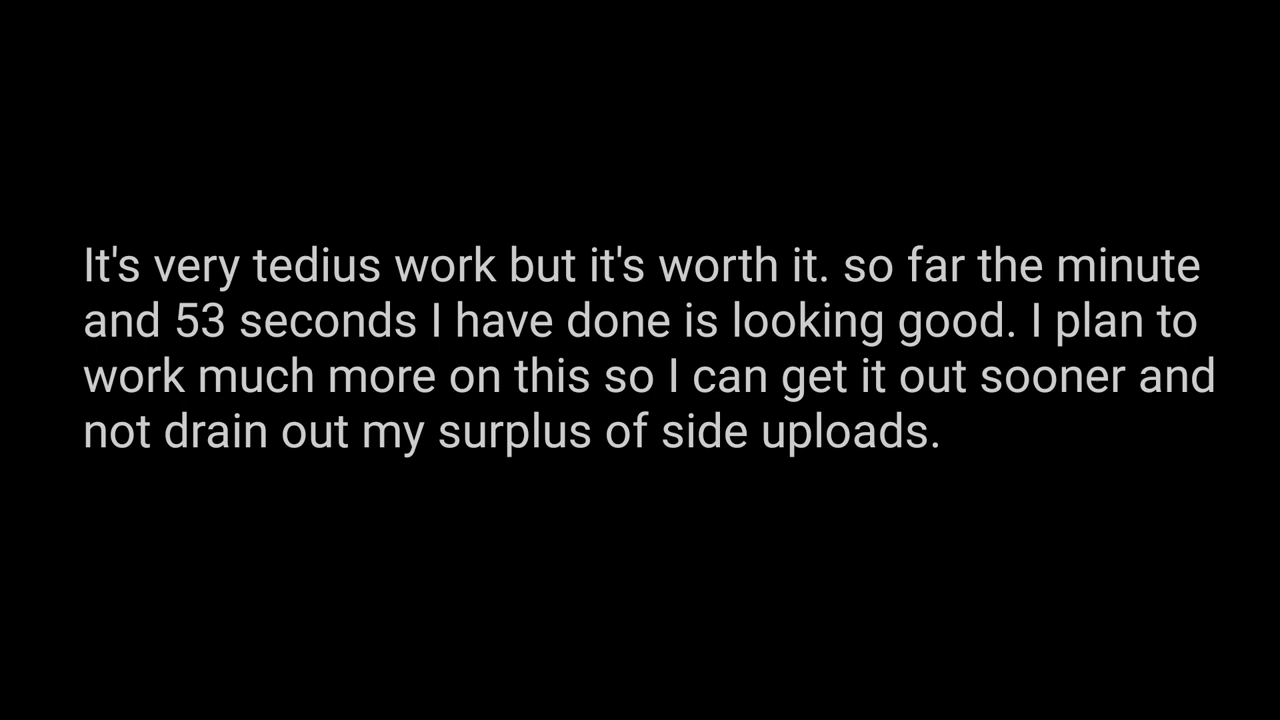 It's very tedius work but it's worth it. so far the minute
and 53 seconds I have done is looking good. I plan to
work much more on this so I can get it out sooner and
not drain out my surplus of side uploads.